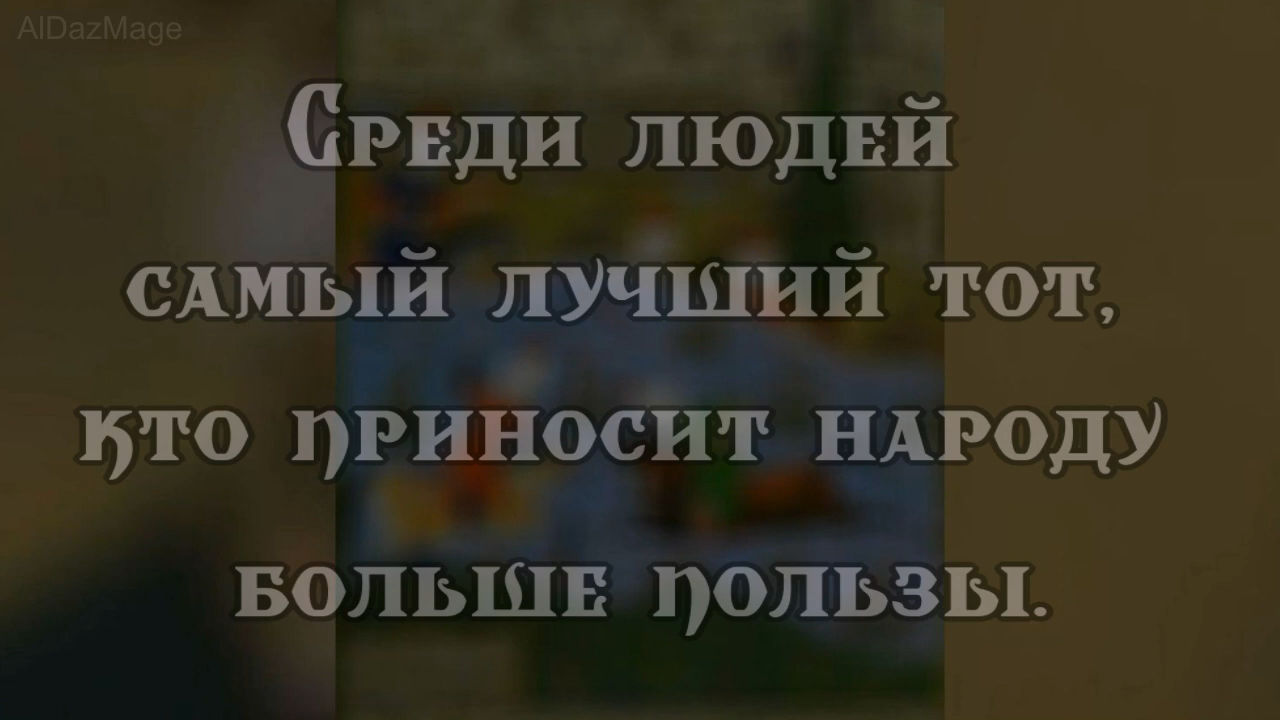 AlDazMage
Среди людей
самый лучший тот,
кто приносит народу
больше пользы.